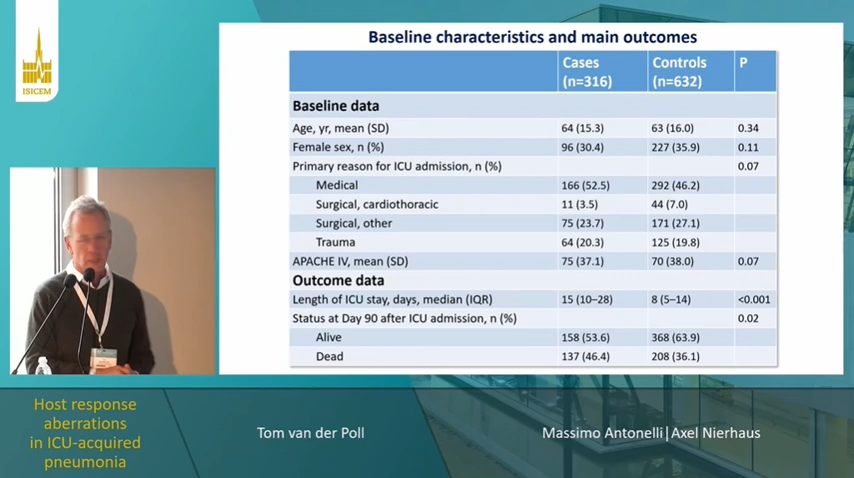 ISICEM
Baseline characteristics and main outcomes
Cases (n=316) Controls (n=632) P
Baseline data
Age, yr, mean (SD) 64 (15.3) 63 (16.0) 0.34
Female sex, n (%) 96 (30.4) 227 (35.9) 0.11
Primary reason for ICU admission, n (%) 0.07
Medical 166 (52.5) 292 (46.2)
Surgical, cardiothoracic 11 (3.5) 44 (7.0)
Surgical, other 75 (23.7) 171 (27.1)
Trauma 64 (20.3) 125 (19.8)
APACHE IV, mean (SD) 75 (37.1) 70 (38.0) 0.07
Outcome data
Length of ICU stay, days, median (IQR) 15 (10–28) 8 (5–14) <0.001
Status at Day 90 after ICU admission, n (%) 0.02
Alive 158 (53.6) 368 (63.9)
Dead 137 (46.4) 208 (36.1)
Host response
aberrations
in ICU-acquired
pneumonia
Tom van der Poll
Massimo Antonelli|Axel Nierhaus